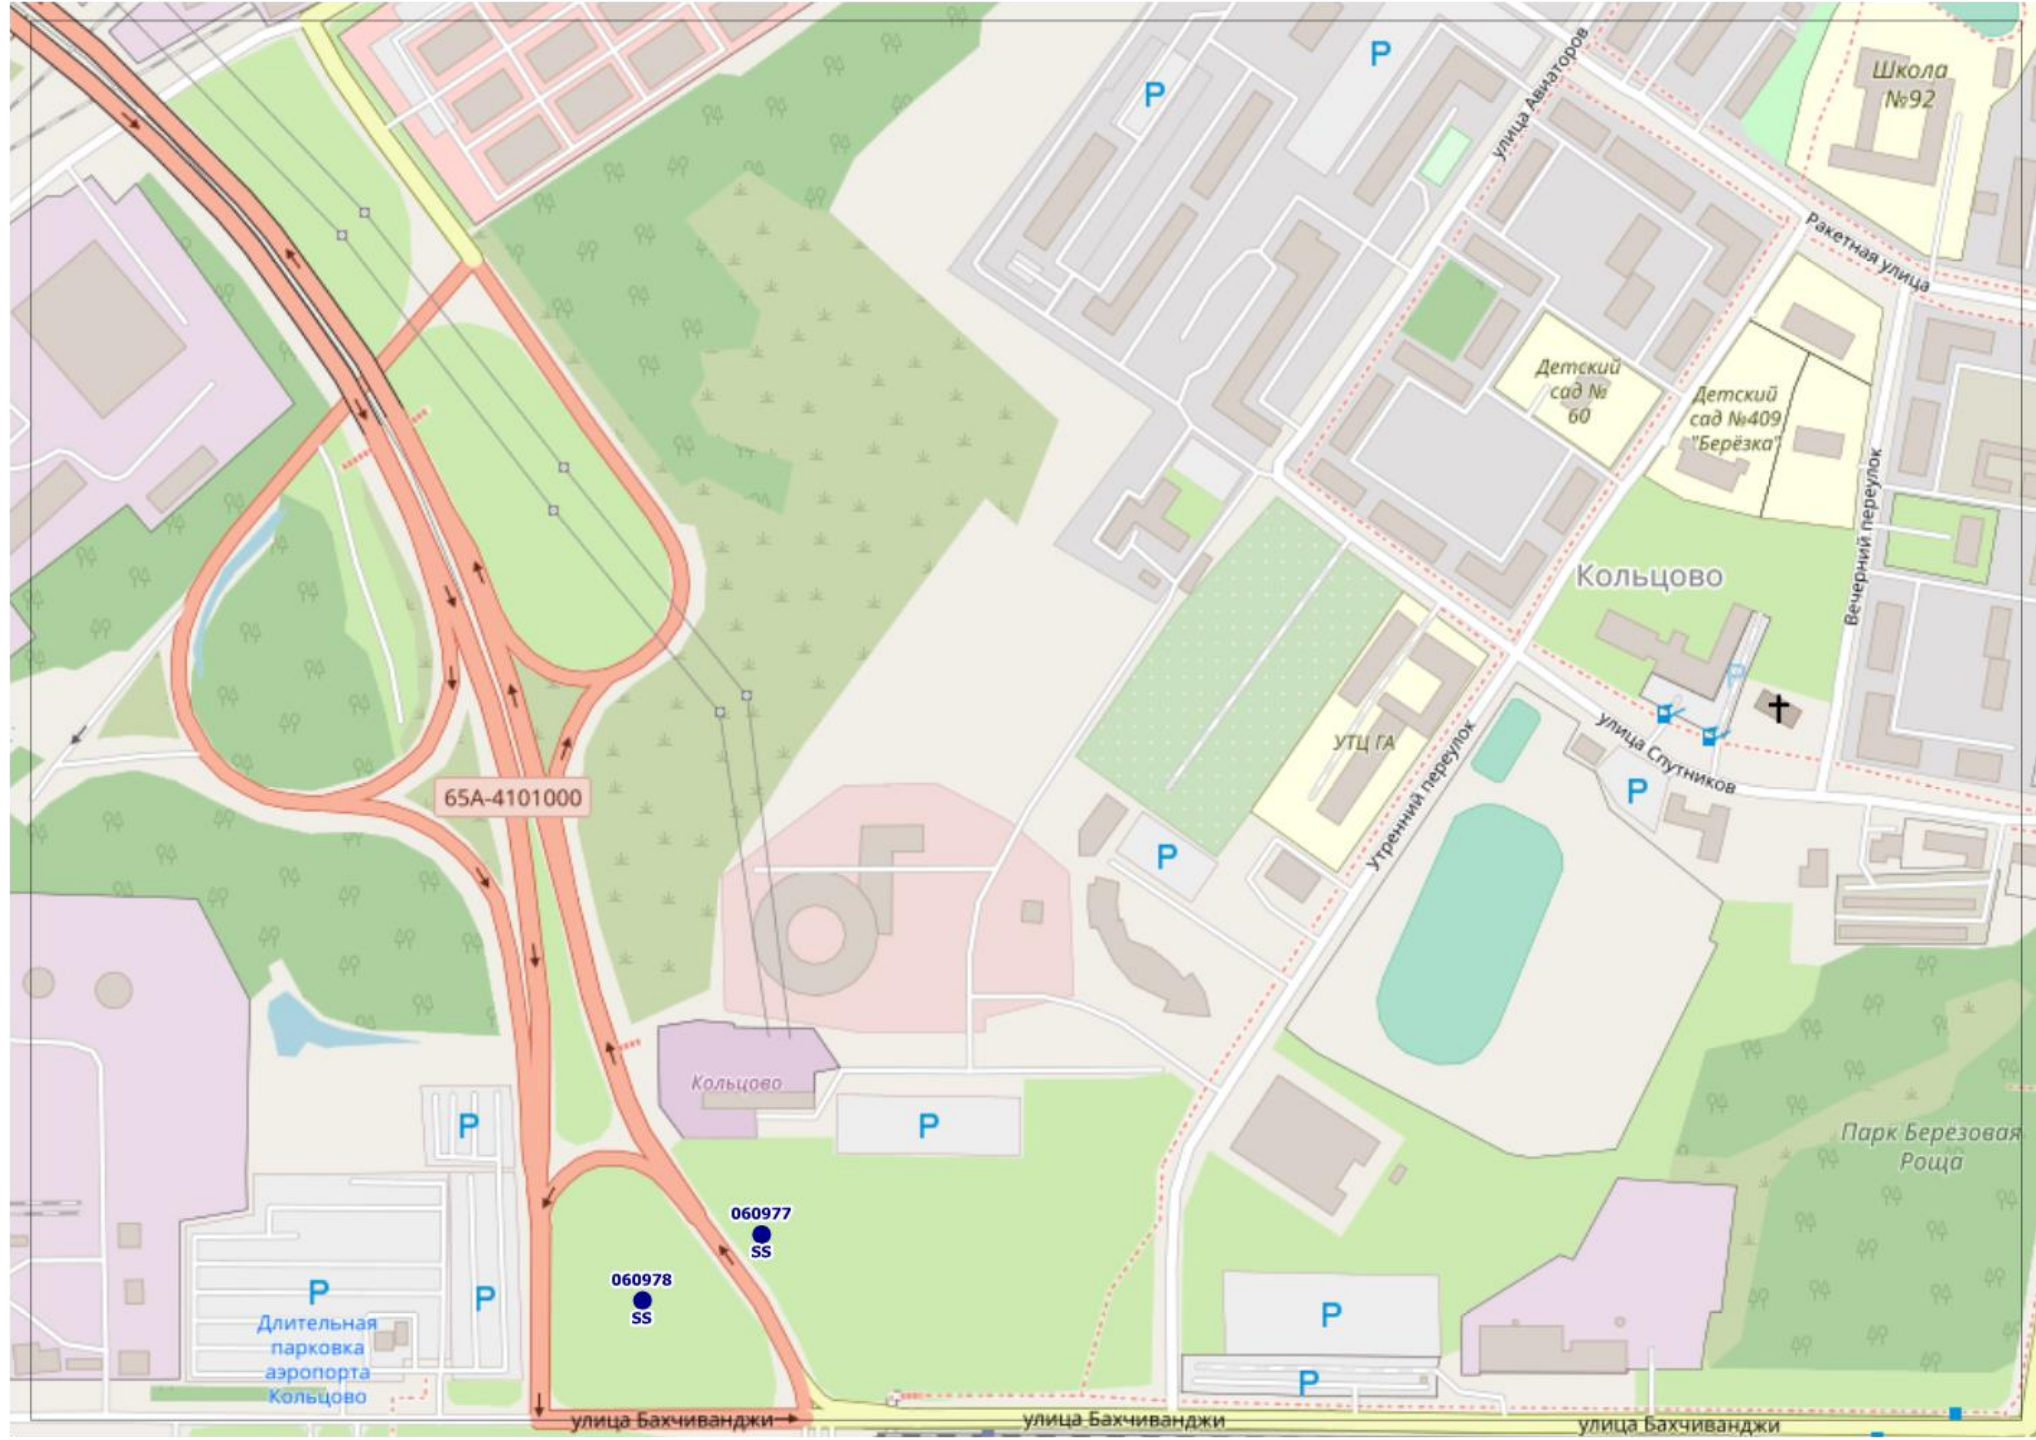 P
P
улица Авиаторов
Школа
№92
Ракетная улица
Детский
сад №
60
Детский
сад №409
"Берёзка"
Вечерний переулок
Кольцово
P
УТЦ ГА
Утренний переулок
улица Спутников
P
65А-4101000
P
Кольцово
P
P
Парк Берёзовая
Роща
060977
SS
060978
SS
P
P
Длительная
парковка
аэропорта
Кольцово
P
P
улица Бахчиванджи
улица Бахчиванджи
улица Бахчиванджи